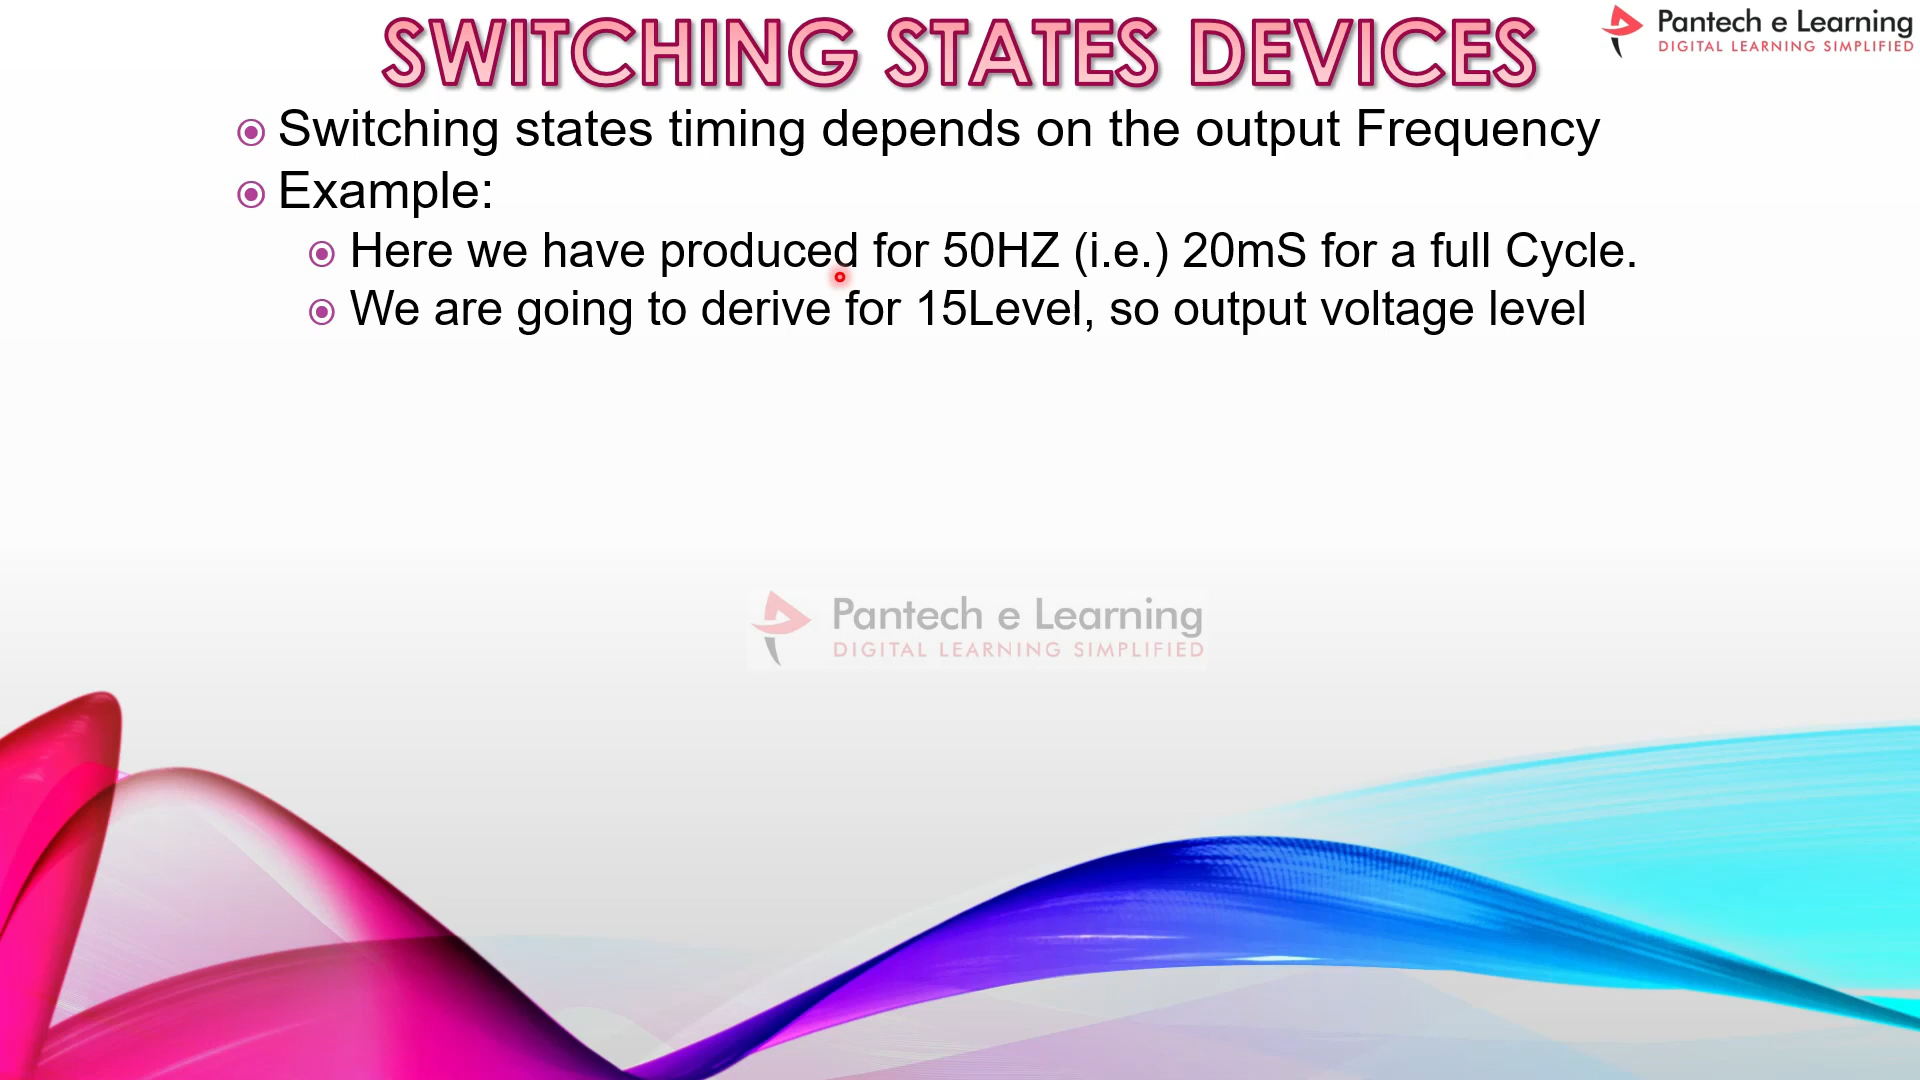 SWITCHING STATES DEVICES
Pantech e Learning
DIGITAL LEARNING SIMPLIFIED
Switching states timing depends on the output Frequency
Example:
Here we have produced for 50HZ (i.e.) 20mS for a full Cycle.
We are going to derive for 15Level, so output voltage level
Pantech e Learning
DIGITAL LEARNING SIMPLIFIED